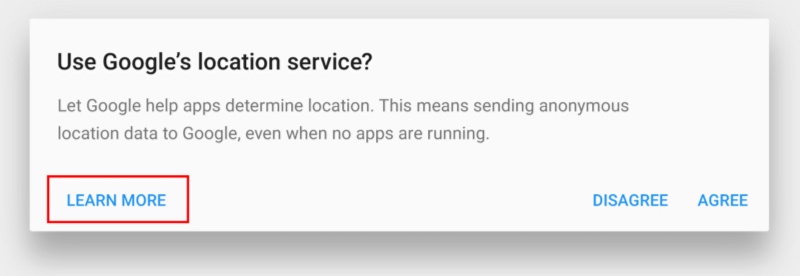 Use Google’s location service?
Let Google help apps determine location. This means sending anonymous
location data to Google, even when no apps are running.
LEARN MORE DISAGREE AGREE